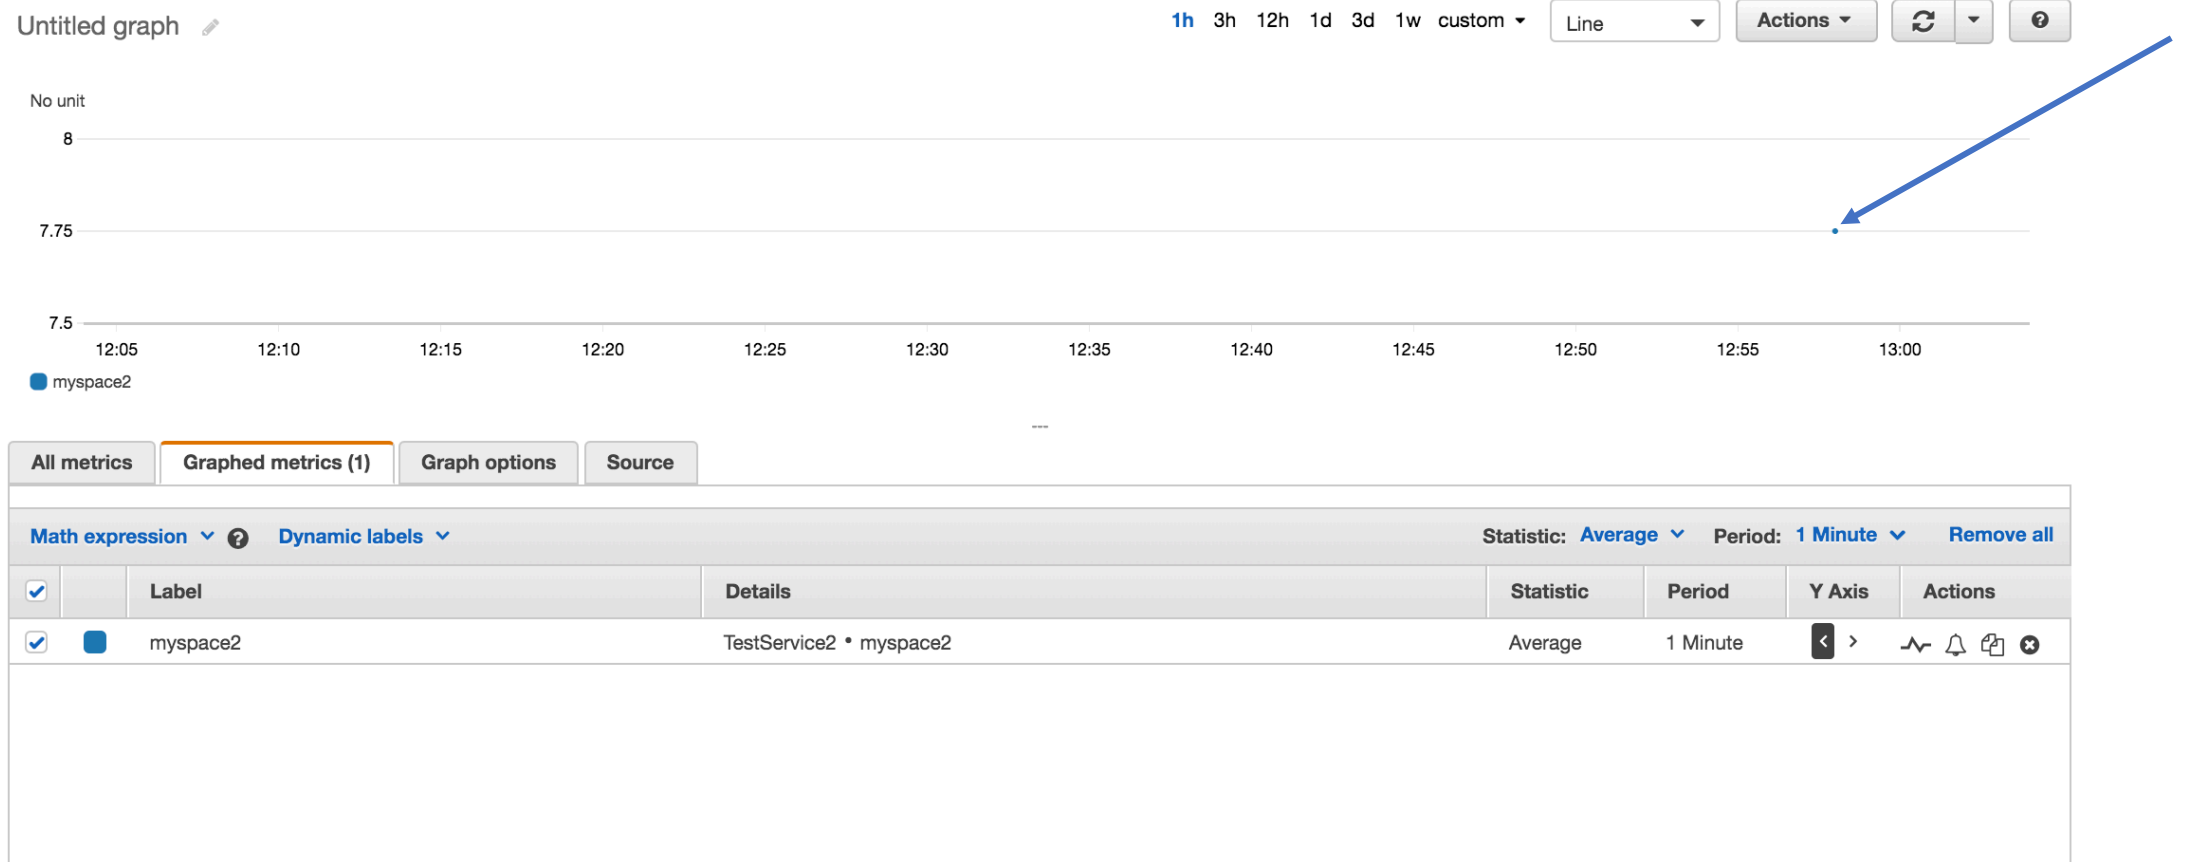 Untitled graph 1h 3h 12h 1d 3d 1w custom Line Actions
No unit
8
7.75
7.5
12:05 12:10 12:15 12:20 12:25 12:30 12:35 12:40 12:45 12:50 12:55 13:00
myspace2
All metrics Graphed metrics (1) Graph options Source
Math expression Dynamic labels Statistic: Average Period: 1 Minute Remove all
Label Details Statistic Period Y Axis Actions
myspace2 TestService2 • myspace2 Average 1 Minute